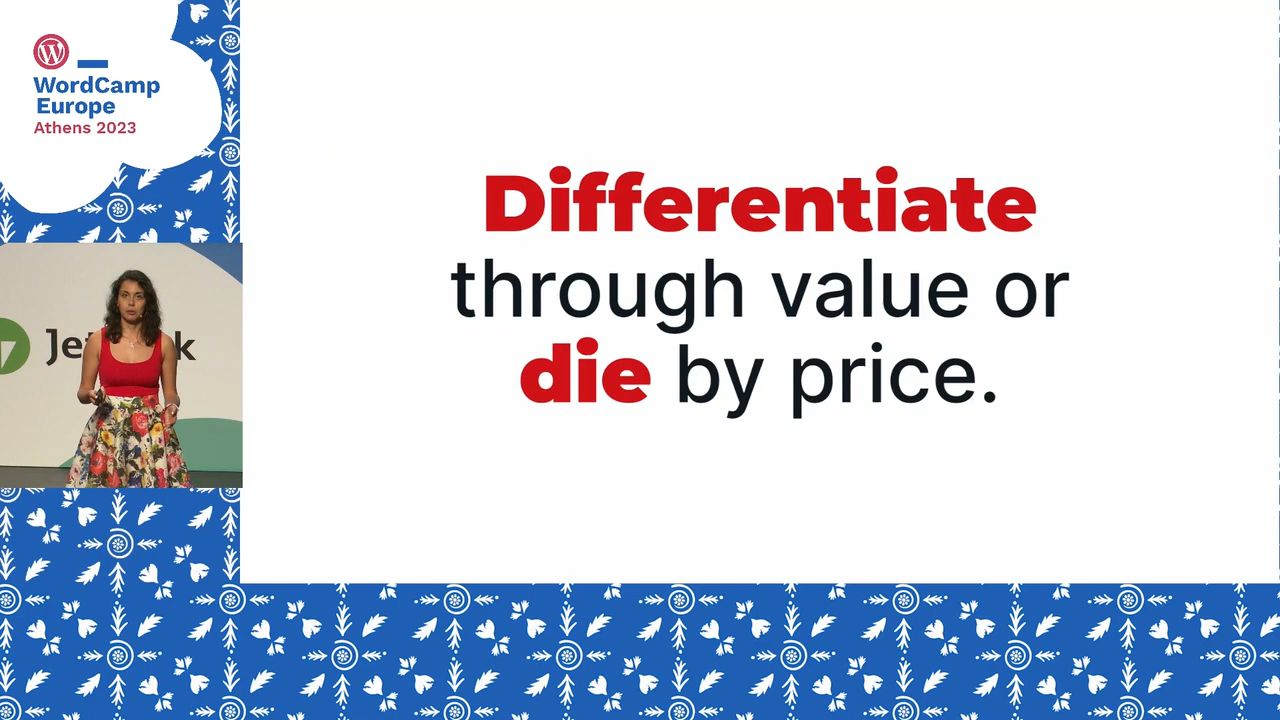 WordCamp
Europe
Athens 2023
Differentiate
through value or
die by price.